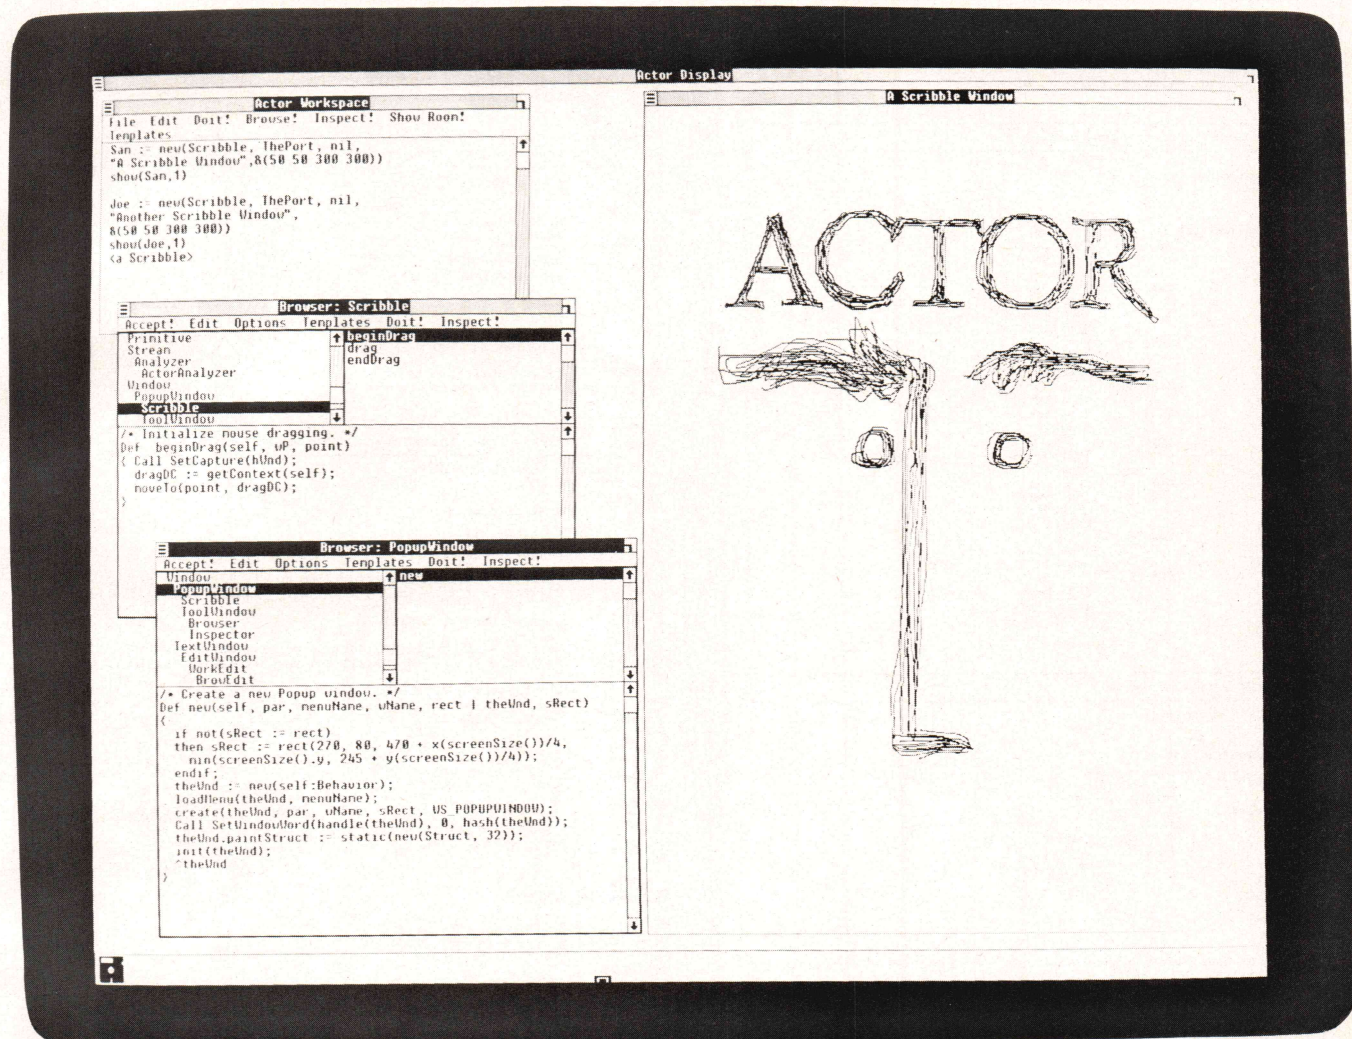 Actor Display
Actor Workspace
File Edit Doit! Browse! Inspect! Show Room!
Templates
San := new(Scribble, ThePort, nil,
"A Scribble Window",&(50 50 300 300))
show(San,1)
Joe := new(Scribble, ThePort, nil,
"Another Scribble Window",
&(50 50 300 300))
show(Joe,1)
<a Scribble>
Browser: Scribble
Accept! Edit Options Templates Doit! Inspect!
Primitive
Stream
Analyzer
ActorAnalyzer
Window
PopupWindow
Scribble
ToolWindow
beginDrag
drag
endDrag
/* Initialize mouse dragging. */
Def beginDrag(self, wP, point)
{ Call SetCapture(hWnd);
dragDC := getContext(self);
moveTo(point, dragDC);
}
Browser: PopupWindow
Accept! Edit Options Templates Doit! Inspect!
Window
PopupWindow
Scribble
ToolWindow
Browser
Inspector
TextWindow
EditWindow
WorkEdit
BrowEdit
new
/* Create a new Popup window. */
Def new(self, par, menuName, wName, rect | theWnd, sRect)
{
if not(sRect := rect)
then sRect := rect(270, 80, 470 + x(screenSize())/4,
min(screenSize().y, 245 + y(screenSize())/4));
endif;
theWnd := new(self:Behavior);
loadMenu(theWnd, menuName);
create(theWnd, par, wName, sRect, WS_POPUPWINDOW);
Call SetWindowWord(handle(theWnd), 0, hash(theWnd));
theWnd.paintStruct := static(new(Struct, 32));
init(theWnd);
^theWnd
}
A Scribble Window
ACTOR